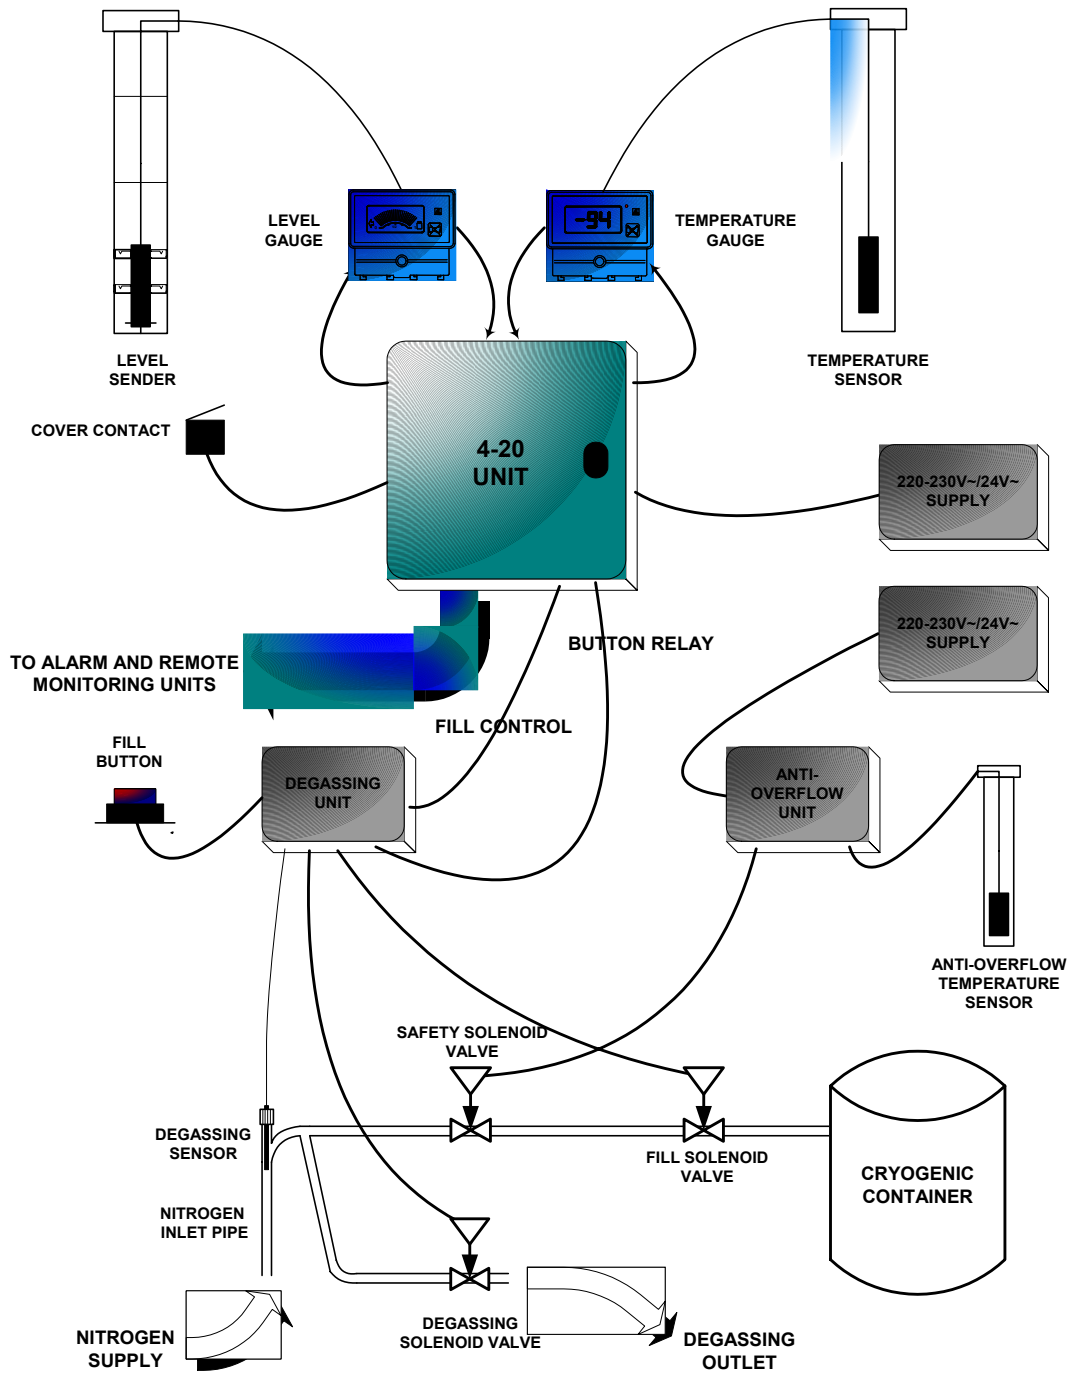 LEVEL
GAUGE
-94
TEMPERATURE
GAUGE
LEVEL
SENDER
TEMPERATURE
SENSOR
COVER CONTACT
4-20
UNIT
220-230V~/24V~
SUPPLY
220-230V~/24V~
SUPPLY
BUTTON RELAY
TO ALARM AND REMOTE
MONITORING UNITS
FILL CONTROL
FILL
BUTTON
DEGASSING
UNIT
ANTI-
OVERFLOW
UNIT
ANTI-OVERFLOW
TEMPERATURE
SENSOR
SAFETY SOLENOID
VALVE
DEGASSING
SENSOR
FILL SOLENOID
VALVE
CRYOGENIC
CONTAINER
NITROGEN
INLET PIPE
NITROGEN
SUPPLY
DEGASSING
SOLENOID VALVE
DEGASSING
OUTLET